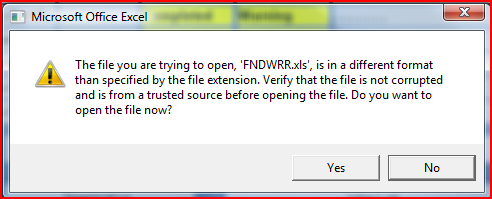 Completed Warning
Microsoft Office Excel
The file you are trying to open, 'FNDWRR.xls', is in a different format
than specified by the file extension. Verify that the file is not corrupted
and is from a trusted source before opening the file. Do you want to
open the file now?
Yes No